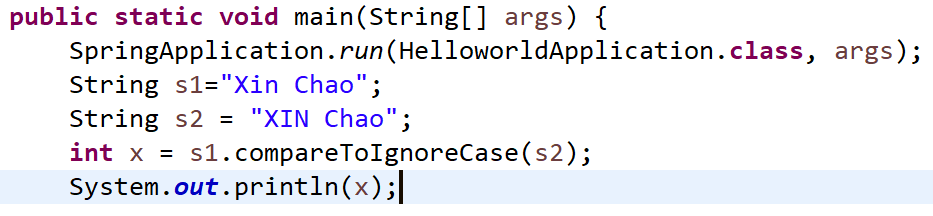 public static void main(String[] args) {
    SpringApplication.run(HelloworldApplication.class, args);
    String s1="Xin Chao";
    String s2 = "XIN Chao";
    int x = s1.compareToIgnoreCase(s2);
    System.out.println(x);